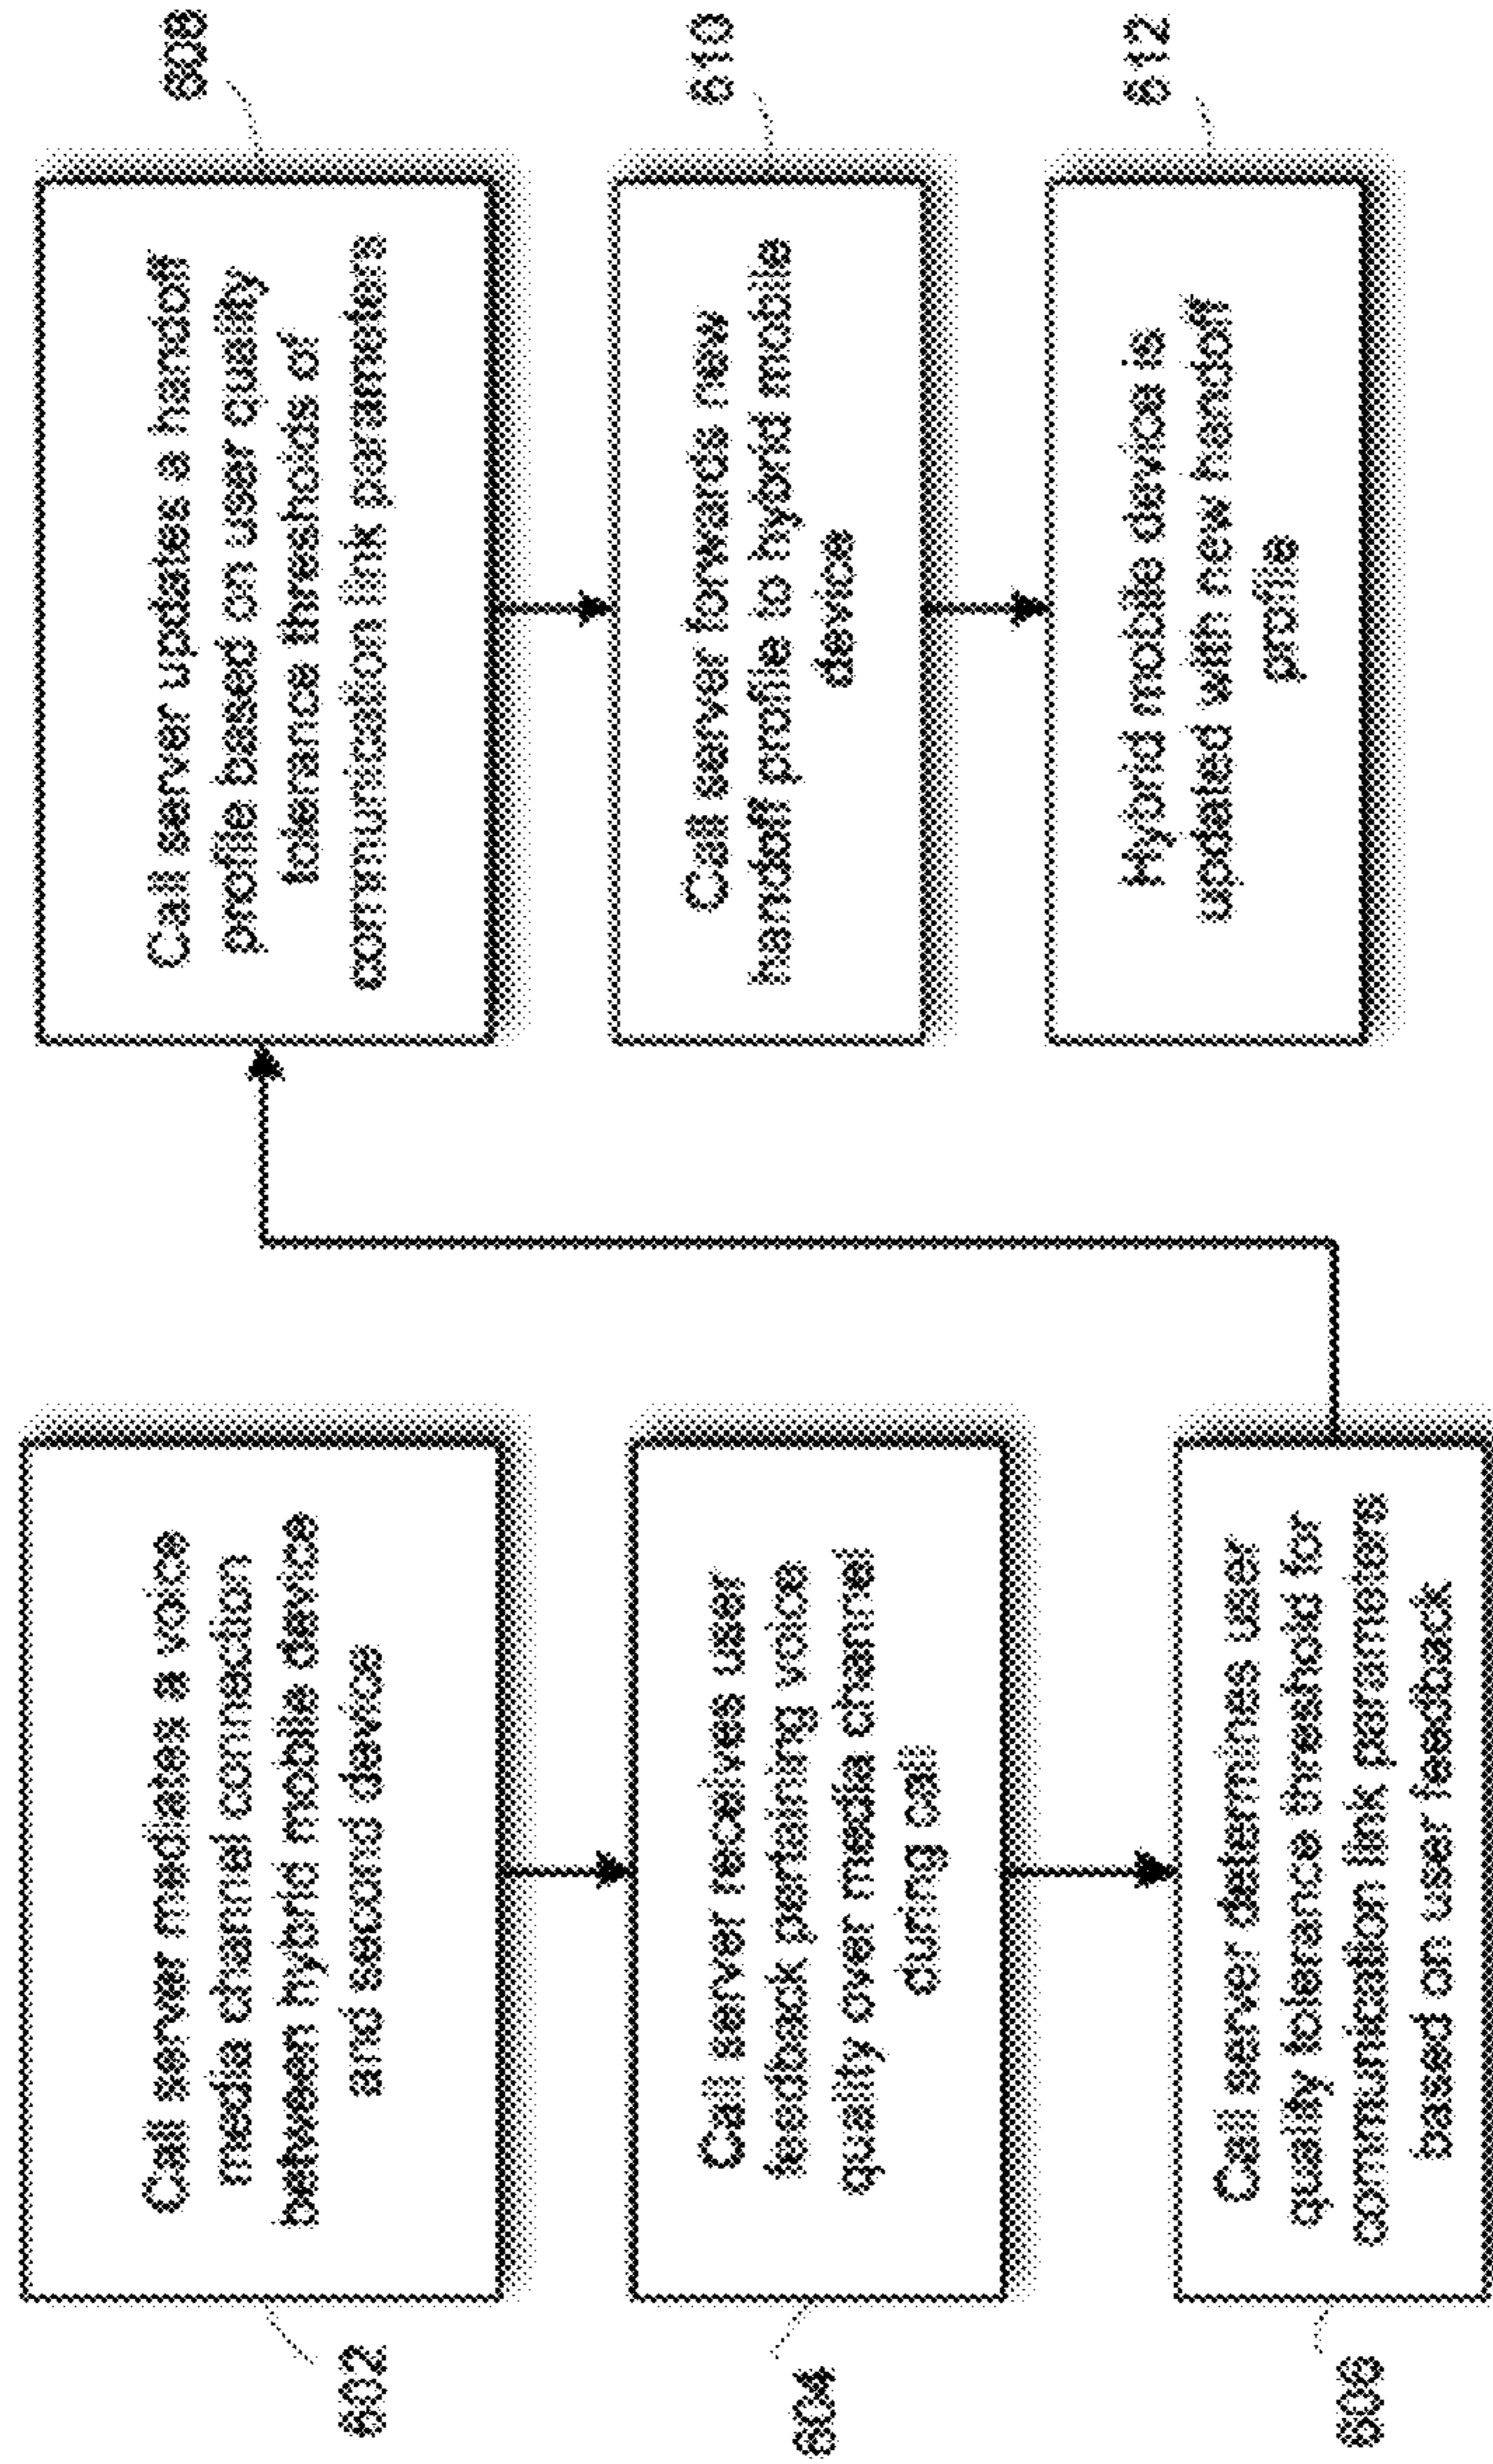 602
Call server mediates a voice
media channel connection
between hybrid mobile device
and second device
604
Call server receives user
feedback pertaining voice
quality over media channel
during call
606
Call server determines user
quality tolerance threshold for
communication link parameters
based on user feedback
608
Call server updates a handoff
profile based on user quality
tolerance thresholds of
communication link parameters
610
Call server forwards new
handoff profile to hybrid mobile
device
612
Hybrid mobile device is
updated with new handoff
profile